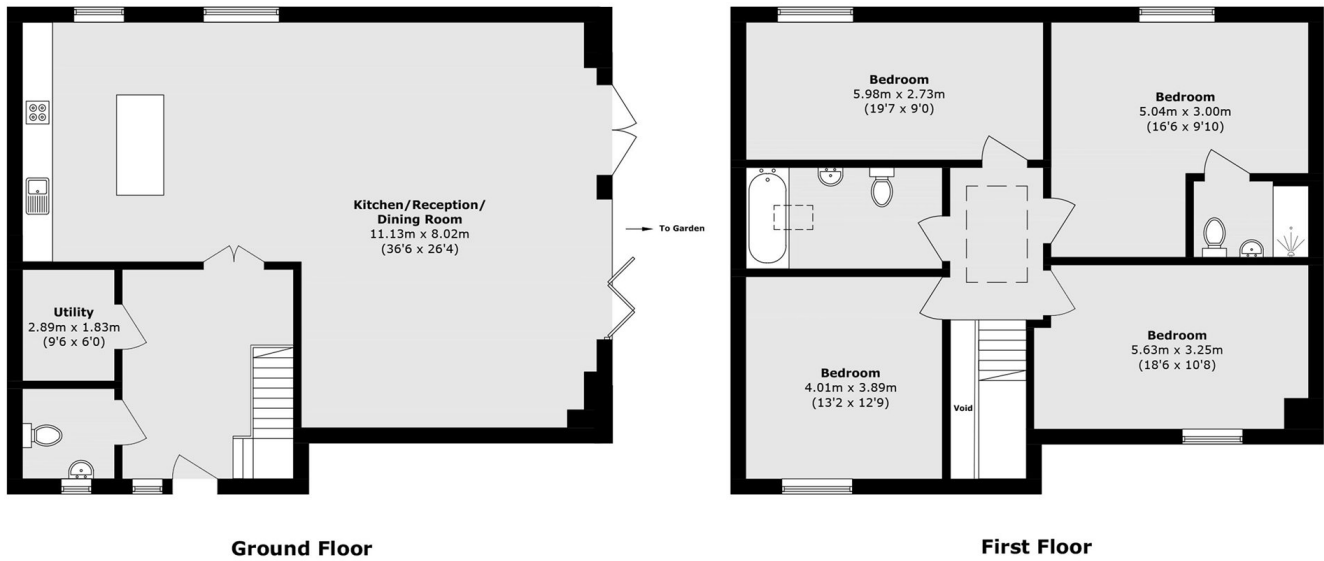 Kitchen/Reception/
Dining Room
11.13m x 8.02m
(36'6 x 26'4)
To Garden
Utility
2.89m x 1.83m
(9'6 x 6'0)
Ground Floor
Bedroom
5.98m x 2.73m
(19'7 x 9'0)
Bedroom
5.04m x 3.00m
(16'6 x 9'10)
Bedroom
5.63m x 3.25m
(18'6 x 10'8)
Bedroom
4.01m x 3.89m
(13'2 x 12'9)
Void
First Floor